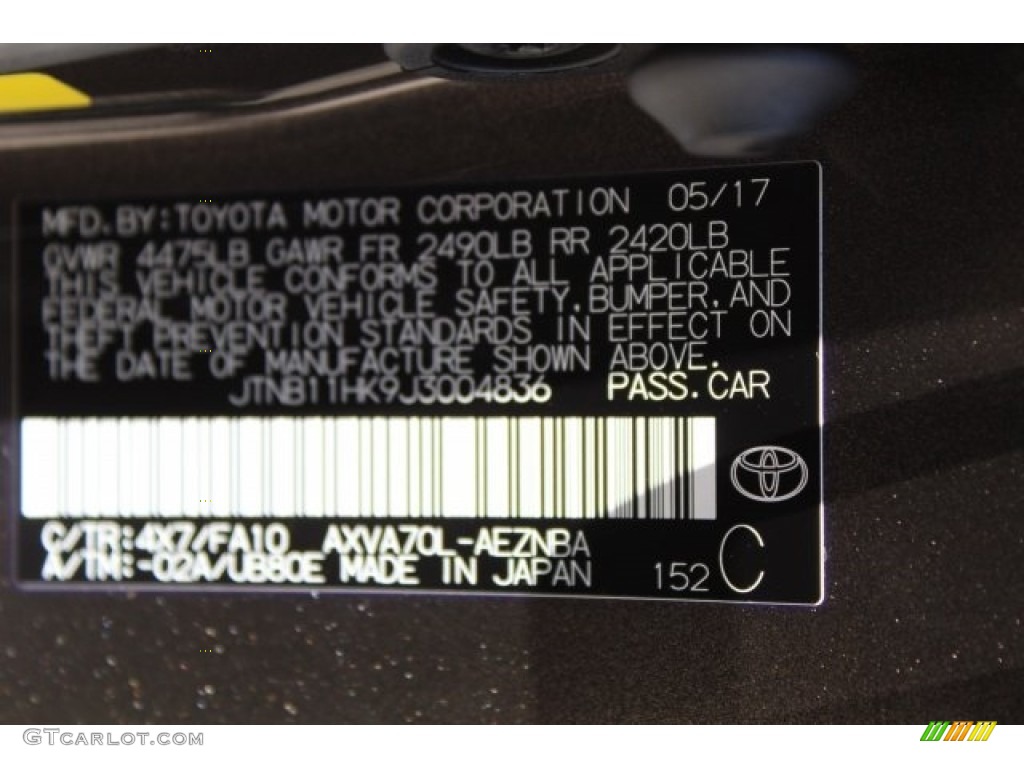 MFD.BY:TOYOTA MOTOR CORPORATION 05/17
GVWR 4475LB GAWR FR 2490LB RR 2420LB
THIS VEHICLE CONFORMS TO ALL APPLICABLE
FEDERAL MOTOR VEHICLE SAFETY,BUMPER,AND
THEFT PREVENTION STANDARDS IN EFFECT ON
THE DATE OF MANUFACTURE SHOWN ABOVE.
JTNB11HK9J3004836 PASS.CAR
C/TR:4X7/FA10 AXVA70L-AEZNBA
A/TM:-02A/UB80E MADE IN JAPAN 152 C
GTCarlot.com